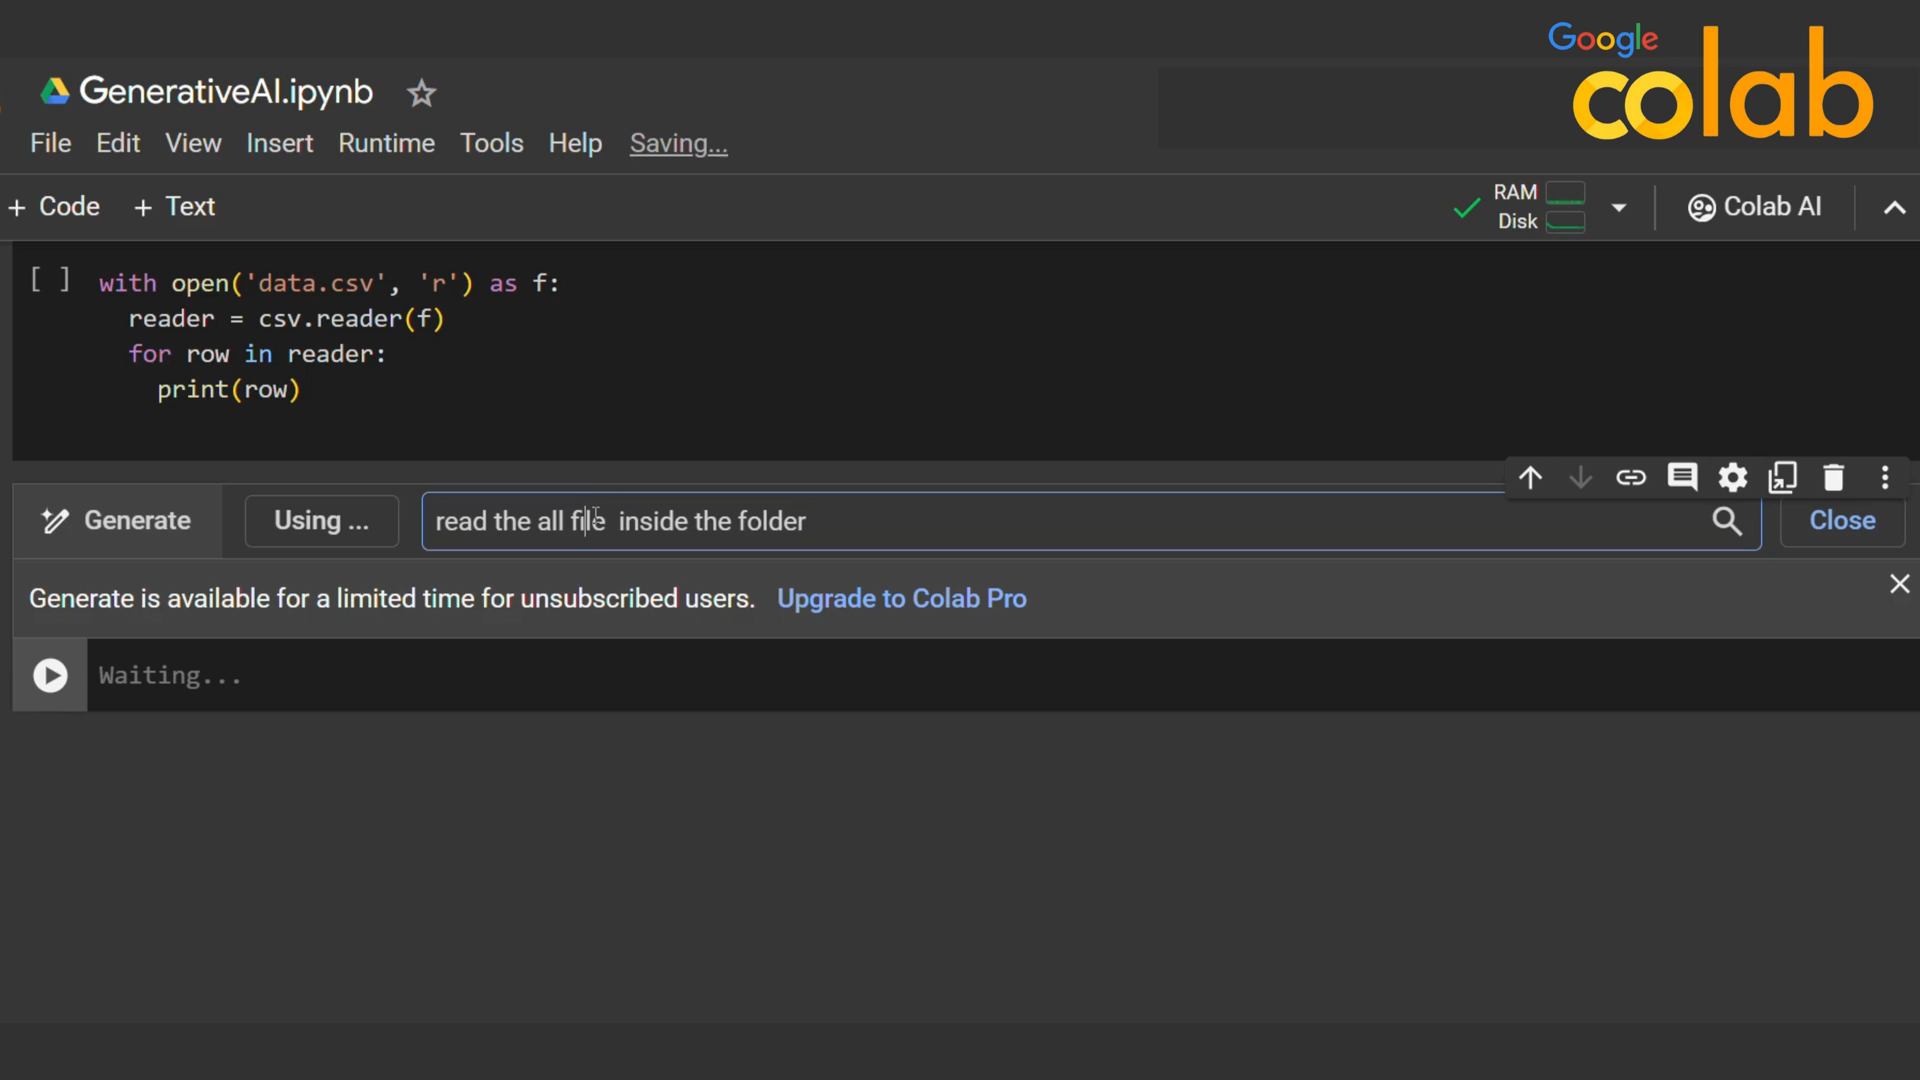 Google
colab
GenerativeAI.ipynb
File Edit View Insert Runtime Tools Help Saving...
+ Code + Text
RAM
Disk
Colab AI
[ ] with open('data.csv', 'r') as f:
reader = csv.reader(f)
for row in reader:
print(row)
Generate Using ... read the all file inside the folder Close
Generate is available for a limited time for unsubscribed users. Upgrade to Colab Pro
Waiting...